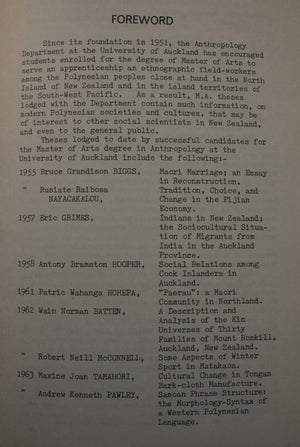 FOREWORD
Since its foundation in 1951, the Anthropology
Department at the University of Auckland has encouraged
students enrolled for the degree of Master of Arts to
serve an apprenticeship as ethnographic field-workers
among the Polynesian peoples close at hand in the North
Island of New Zealand and in the island territories of
the South-West Pacific. As a result, M.A. theses
lodged with the Department contain much information, on
modern Polynesian societies and cultures, that may be
of interest to other social scientists in New Zealand,
and even to the general public.
Theses lodged to date by successful candidates for
the Master of Arts degree in Anthropology at the
University of Auckland include the following:-
1955 Bruce Grandison BIGGS, Maori Marriage; an Essay
in Reconstruction.
" Rusiate Raibosa Tradition, Choice, and
NAYACAKALOU, Change in the Fijian
Economy.
1957 Eric GRIMES, Indians in New Zealand;
the Sociocultural Situa-
tion of Migrants from
India in the Auckland
Province.
1958 Antony Bramston HOOPER, Social Relations among
Cook Islanders in
Auckland.
1961 Patric Wahanga HOHEPA, "Paerau": a Maori
Community in Northland.
1962 Wain Norman BATTEN, A Description and
Analysis of the Kin
Universes of Thirty
Families of Mount Roskill,
Auckland, New Zealand.
" Robert Neill McCONNELL, Some Aspects of Winter
Sport in Matakaoa.
1963 Maxine Joan TAMAHORI, Cultural Change in Tongan
Bark-cloth Manufacture.
" Andrew Kenneth PAWLEY, Samoan Phrase Structure:
the Morphology-Syntax of
a Western Polynesian
Language.